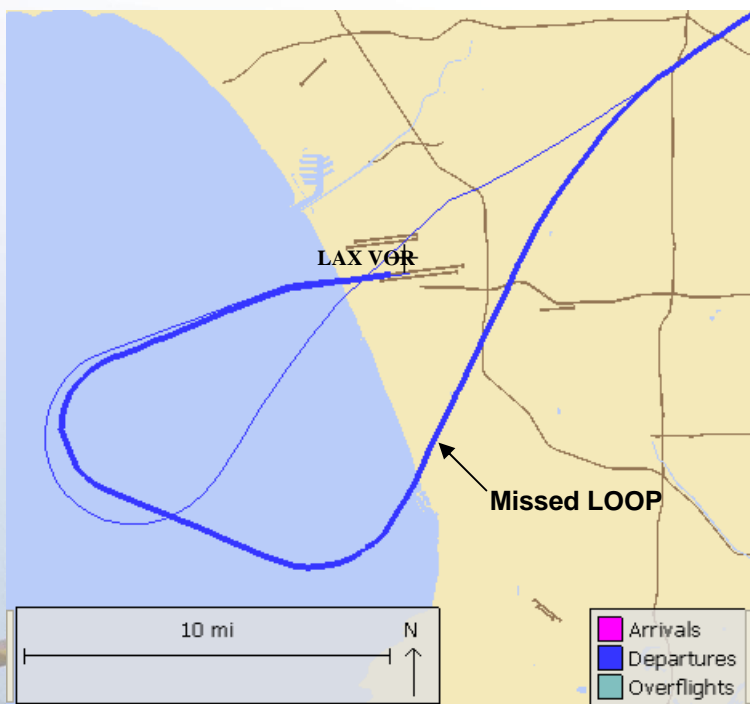 LAX VOR
Missed LOOP
10 mi
N
Arrivals
Departures
Overflights